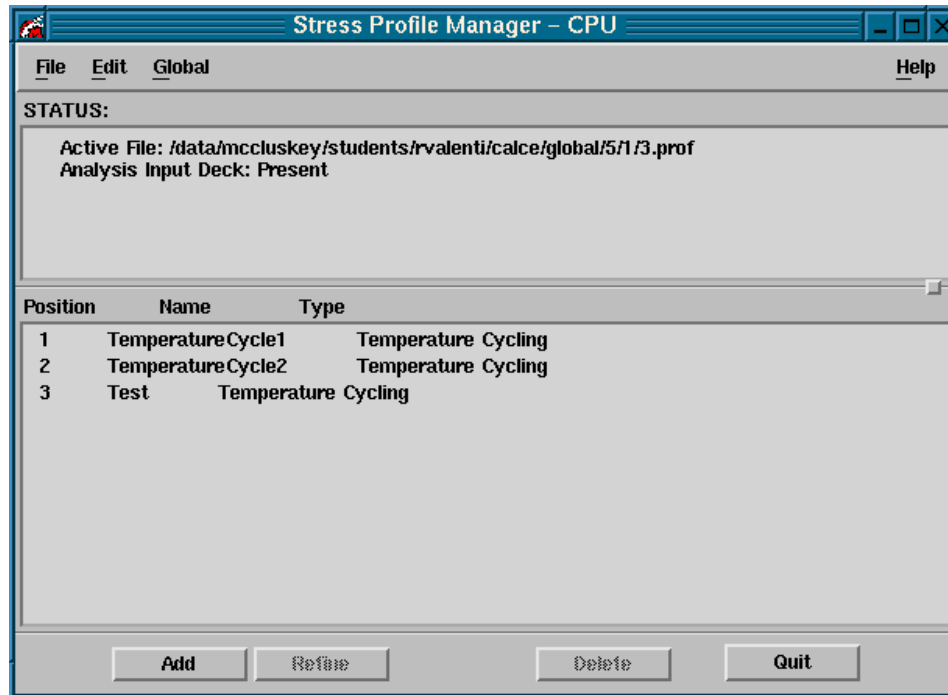 Stress Profile Manager – CPU
File Edit Global Help
STATUS:
Active File: /data/mccluskey/students/rvalenti/calce/global/5/1/3.prof
Analysis Input Deck: Present
Position Name Type
1 TemperatureCycle1 Temperature Cycling
2 TemperatureCycle2 Temperature Cycling
3 Test Temperature Cycling
Add Refine Delete Quit